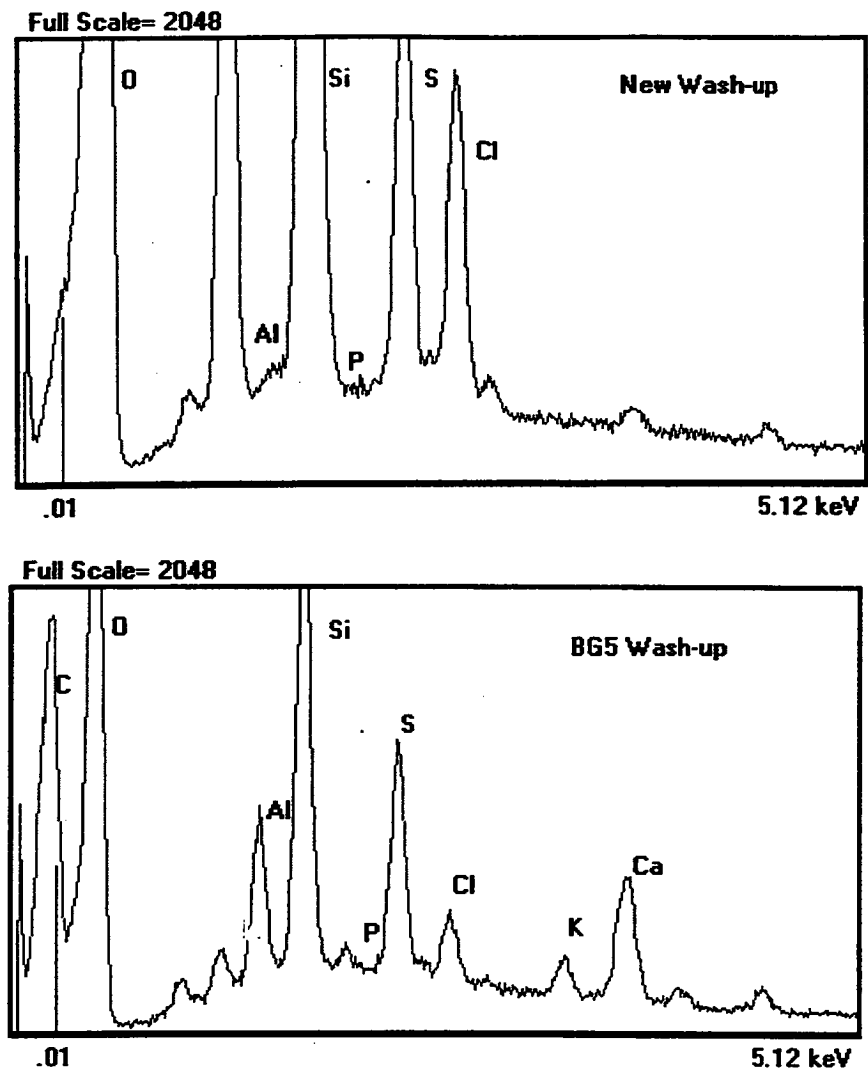 Full Scale= 2048
O
Si
S
New Wash-up
Cl
Al
P
.01
5.12 keV
Full Scale= 2048
O
Si
BG5 Wash-up
C
S
Al
Cl
Ca
P
K
.01
5.12 keV